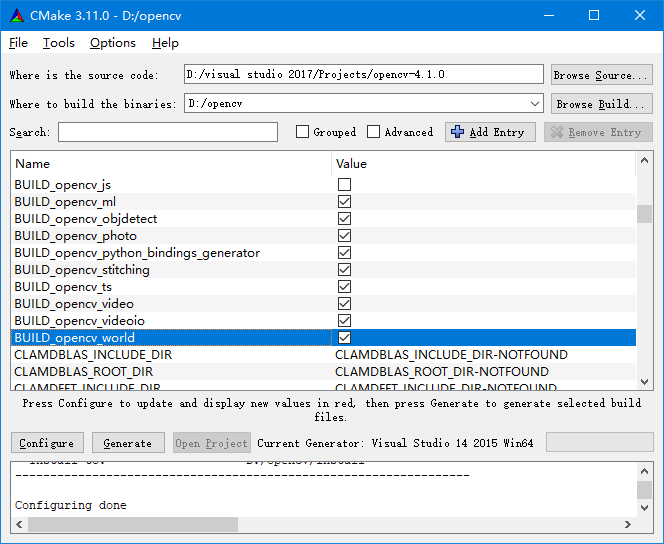 CMake 3.11.0 - D:/opencv
File Tools Options Help
Where is the source code: D:/visual studio 2017/Projects/opencv-4.1.0 Browse Source...
Where to build the binaries: D:/opencv Browse Build...
Search: Grouped Advanced Add Entry Remove Entry
Name Value
BUILD_opencv_js
BUILD_opencv_ml
BUILD_opencv_objdetect
BUILD_opencv_photo
BUILD_opencv_python_bindings_generator
BUILD_opencv_stitching
BUILD_opencv_ts
BUILD_opencv_video
BUILD_opencv_videoio
BUILD_opencv_world
CLAMDBLAS_INCLUDE_DIR CLAMDBLAS_INCLUDE_DIR-NOTFOUND
CLAMDBLAS_ROOT_DIR CLAMDBLAS_ROOT_DIR-NOTFOUND
CLAMDFFT_INCLUDE_DIR CLAMDFFT_INCLUDE_DIR-NOTFOUND
Press Configure to update and display new values in red, then press Generate to generate selected build
files.
Configure Generate Open Project Current Generator: Visual Studio 14 2015 Win64
Install to: D:/opencv/install
-----------------------------------------------------------------
Configuring done